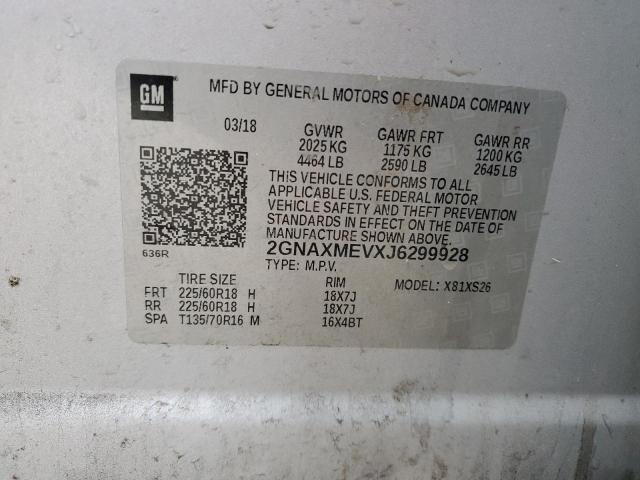 GM
MFD BY GENERAL MOTORS OF CANADA COMPANY
03/18 GVWR GAWR FRT GAWR RR
2025 KG 1175 KG 1200 KG
4464 LB 2590 LB 2645 LB
THIS VEHICLE CONFORMS TO ALL
APPLICABLE U.S. FEDERAL MOTOR
VEHICLE SAFETY AND THEFT PREVENTION
STANDARDS IN EFFECT ON THE DATE OF
MANUFACTURE SHOWN ABOVE.
636R 2GNAXMEVXJ6299928
TYPE: M.P.V.
TIRE SIZE RIM MODEL: X81XS26
FRT 225/60R18 H 18X7J
RR 225/60R18 H 18X7J
SPA T135/70R16 M 16X4BT